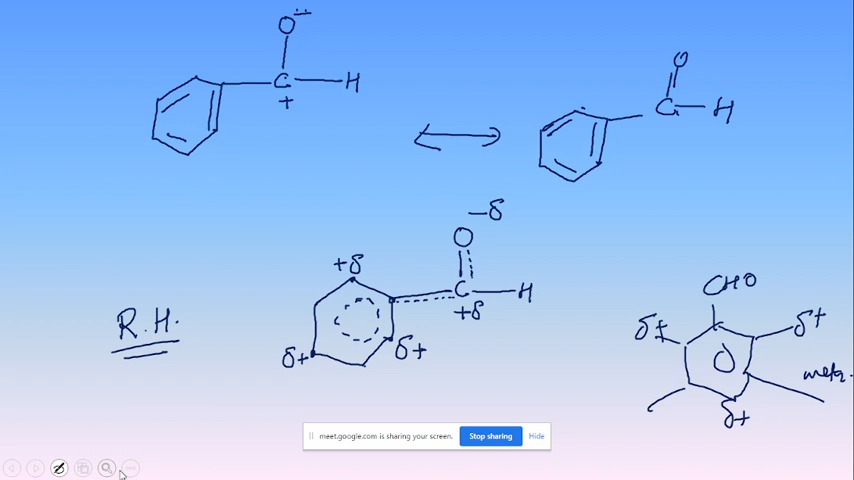 O
C — H
+
O
C — H
−δ
O
+δ
C — H
+δ
δ+
δ+
R.H.
CHO
δ+
δ+
meta.
δ+
meet.google.com is sharing your screen.
Stop sharing
Hide